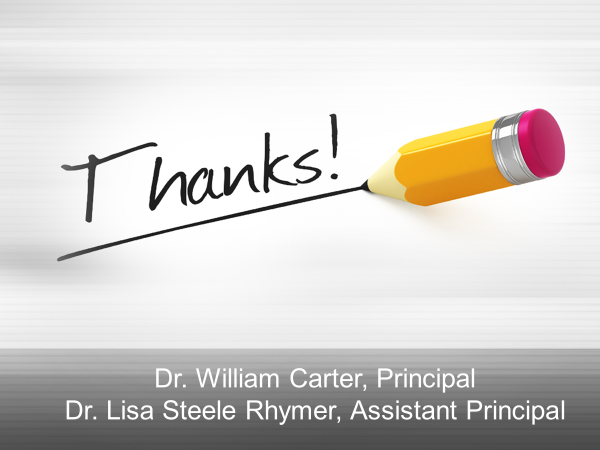 Thanks!
Dr. William Carter, Principal
Dr. Lisa Steele Rhymer, Assistant Principal